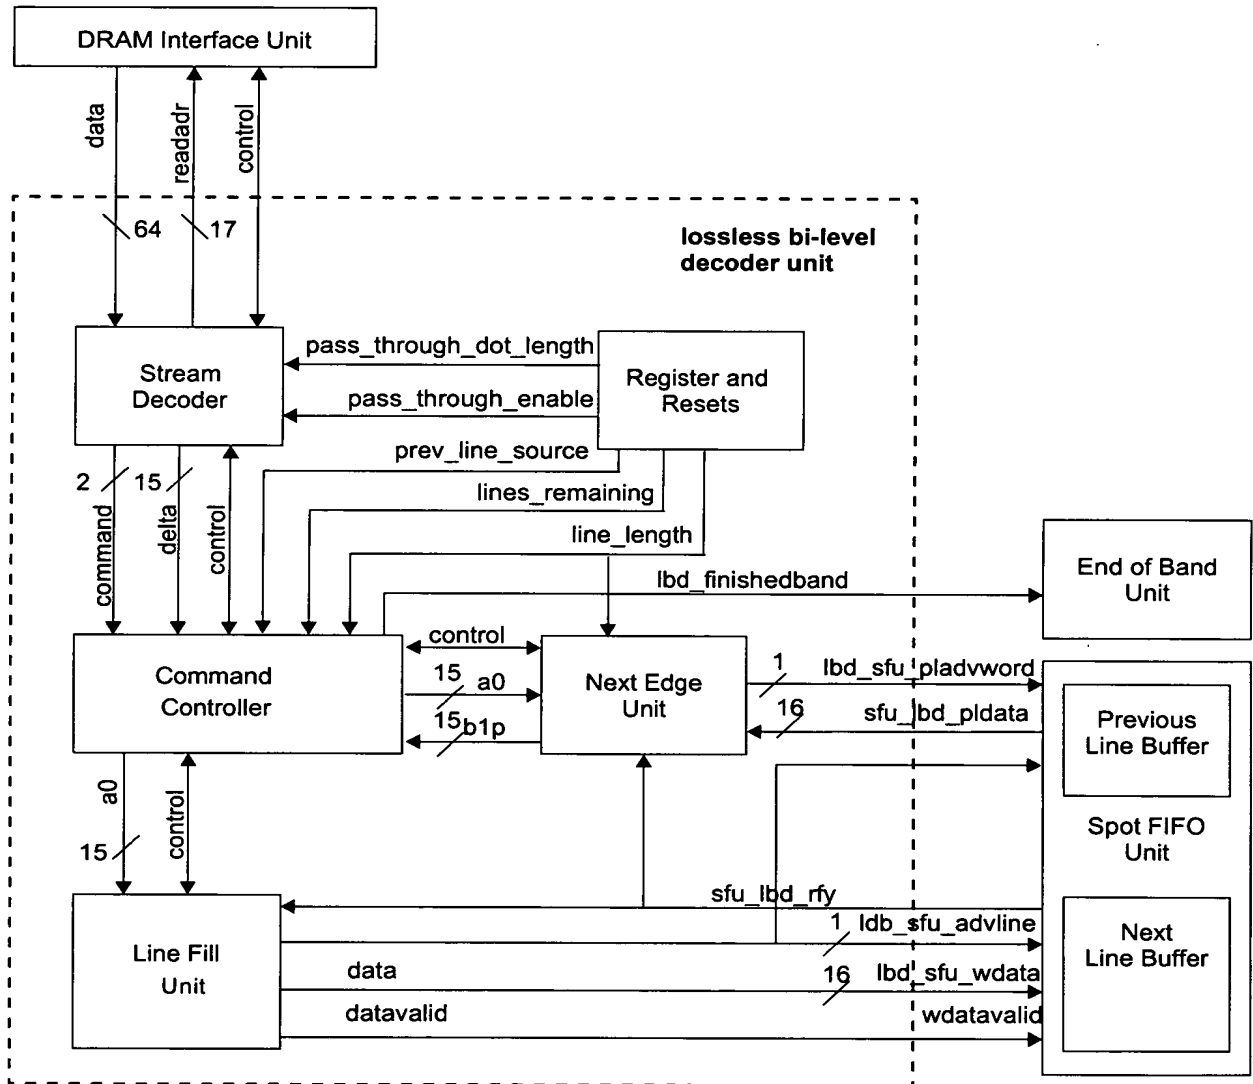 DRAM Interface Unit
data
readadr
control
64
17
lossless bi-level
decoder unit
Stream
Decoder
pass_through_dot_length
pass_through_enable
Register and
Resets
prev_line_source
lines_remaining
line_length
2
15
command
delta
control
lbd_finishedband
End of Band
Unit
Command
Controller
control
15
a0
15
b1p
Next Edge
Unit
1
lbd_sfu_pladvword
16
sfu_lbd_pldata
Previous
Line Buffer
Spot FIFO
Unit
a0
15
control
Line Fill
Unit
sfu_lbd_rfy
1
ldb_sfu_advline
data
16
lbd_sfu_wdata
datavalid
wdatavalid
Next
Line Buffer